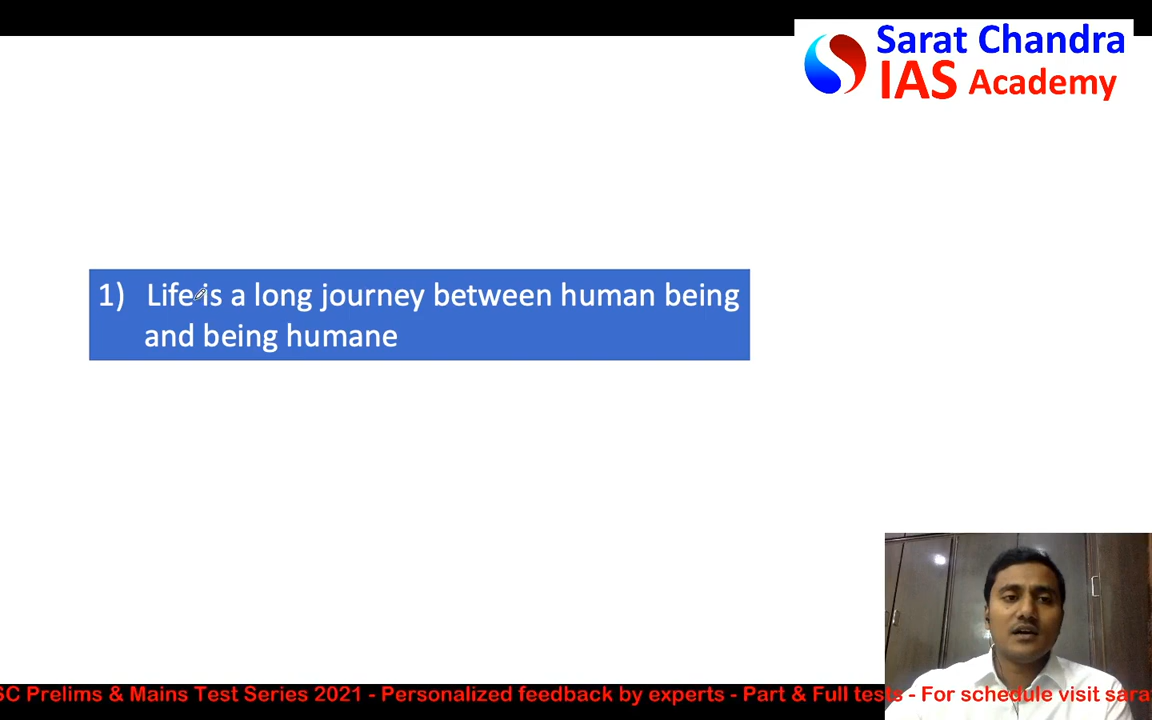 Sarat Chandra
IAS Academy
1) Life is a long journey between human being
and being humane
SC Prelims & Mains Test Series 2021 - Personalized feedback by experts - Part & Full tests - For schedule visit sara